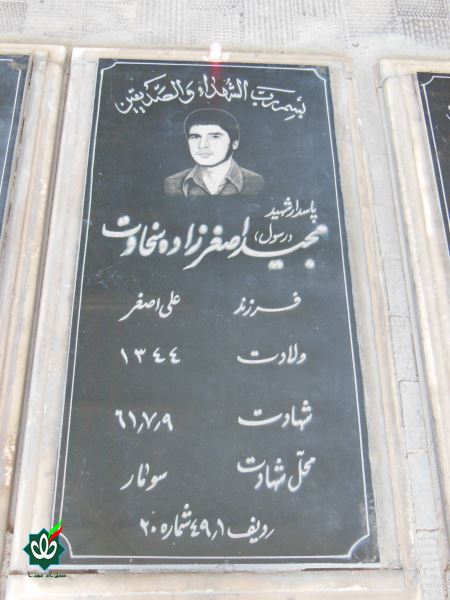 بسم رب الشهداء والصدیقین
پاسدار شهید
مجید (رسول) اصغرزاده سخاوت
فرزند علی اصغر
ولادت ۱۳۴۴
شهادت ۶۱٫۷٫۹
محل شهادت سومار
ردیف ۴۹٫۱ شماره ۲۰